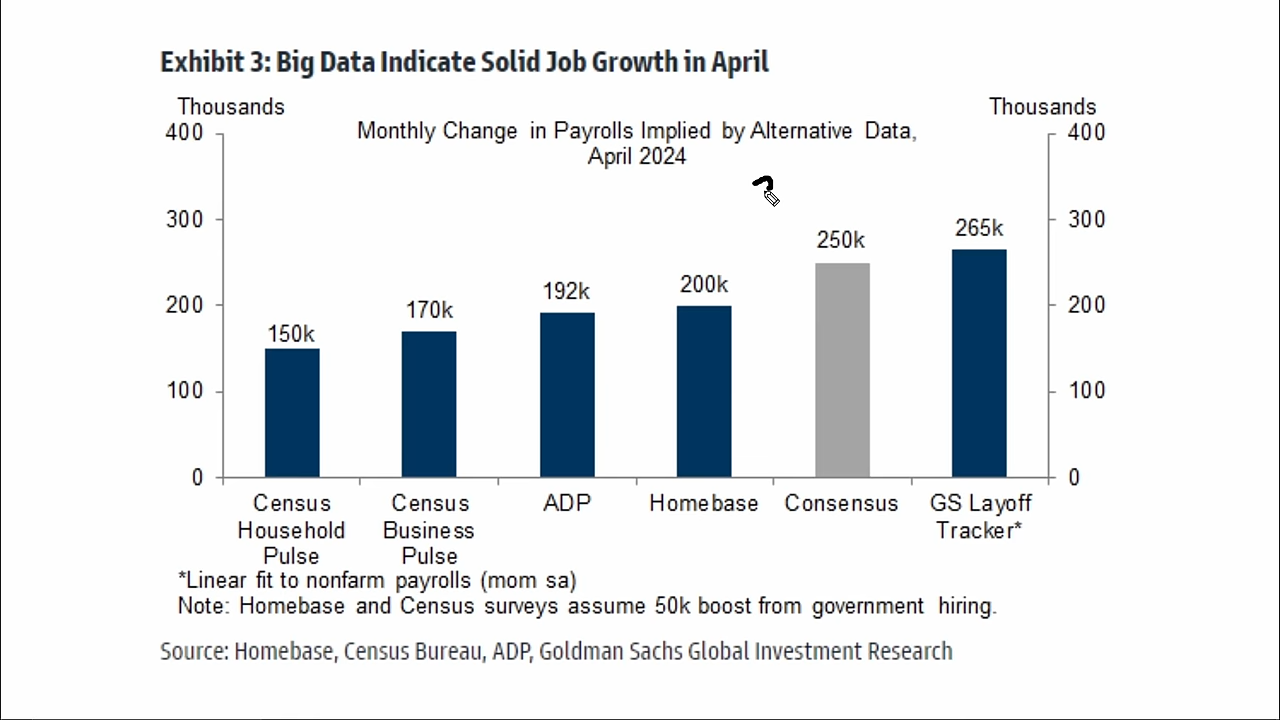 Exhibit 3: Big Data Indicate Solid Job Growth in April
Thousands
Thousands
Monthly Change in Payrolls Implied by Alternative Data,
April 2024
400
300
200
100
0
400
300
200
100
0
150k
170k
192k
200k
250k
265k
Census
Household
Pulse
Census
Business
Pulse
ADP
Homebase
Consensus
GS Layoff
Tracker*
*Linear fit to nonfarm payrolls (mom sa)
Note: Homebase and Census surveys assume 50k boost from government hiring.
Source: Homebase, Census Bureau, ADP, Goldman Sachs Global Investment Research